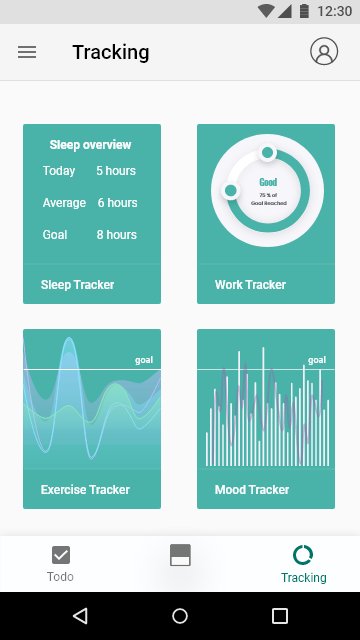 12:30
Tracking
Sleep overview
Today 5 hours
Average 6 hours
Goal 8 hours
Sleep Tracker
Good
75 % of
Goal Reached
Work Tracker
goal
Exercise Tracker
goal
Mood Tracker
Todo
Tracking